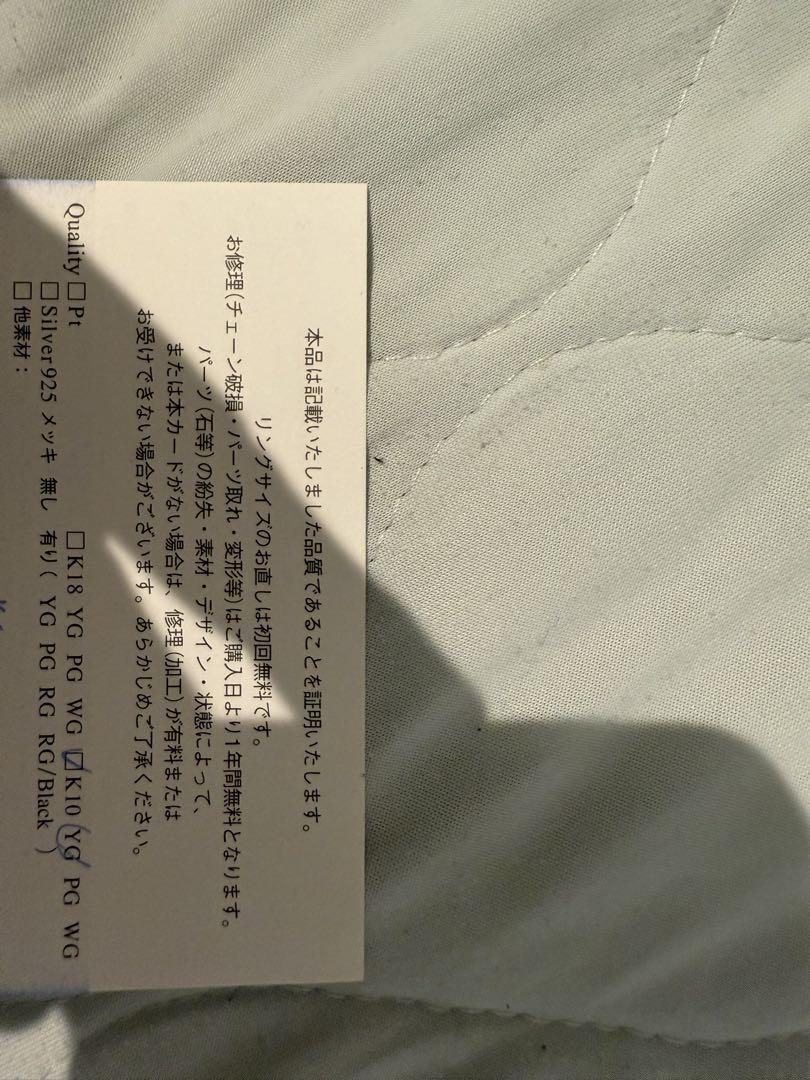 本品は記載いたしました品質であることを証明いたします。
リングサイズのお直しは初回無料です。
お修理(チェーン破損・パーツ取れ・変形等)はご購入日より1年間無料となります。
パーツ(石等)の紛失・素材・デザイン・状態によって、
または本カードがない場合は、修理(加工)が有料または
お受けできない場合がございます。あらかじめご了承ください。
Quality □ Pt □ K18 YG PG WG ☑ K10 YG PG WG
□ Silver925 メッキ 無し 有り( YG PG RG RG/Black )
□ 他素材：